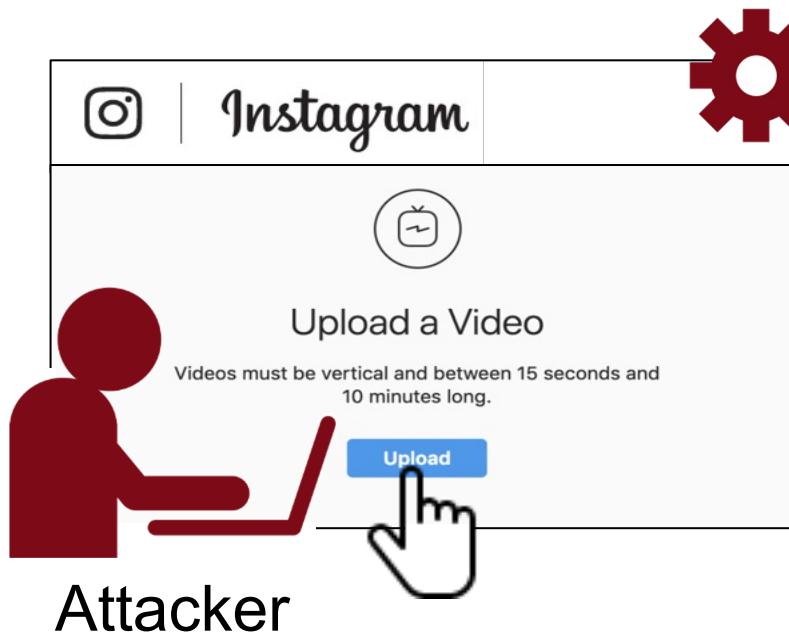 Instagram
Upload a Video
Videos must be vertical and between 15 seconds and
10 minutes long.
Upload
Attacker